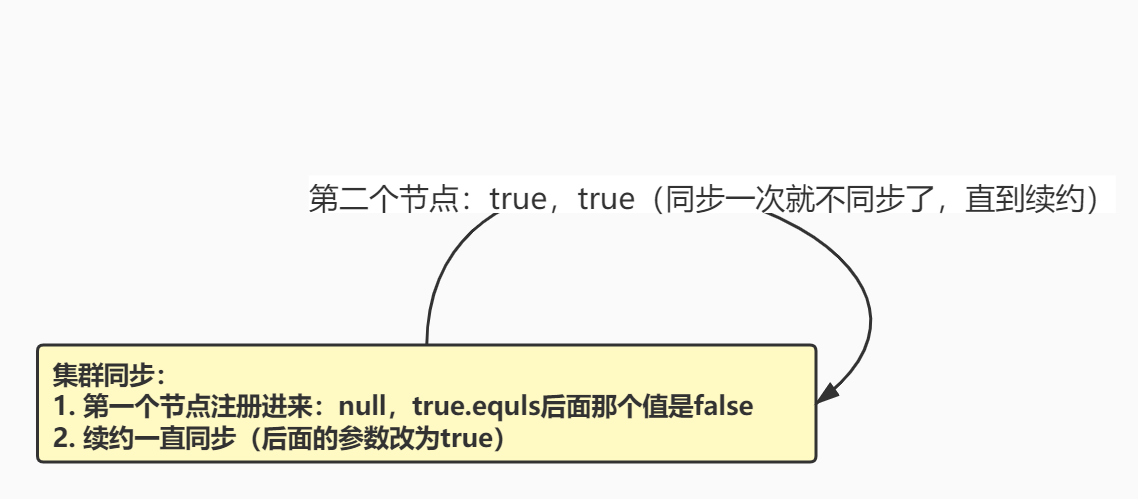 第二个节点：true，true（同步一次就不同步了，直到续约）
集群同步：
1. 第一个节点注册进来：null，true.equls后面那个值是false
2. 续约一直同步（后面的参数改为true）